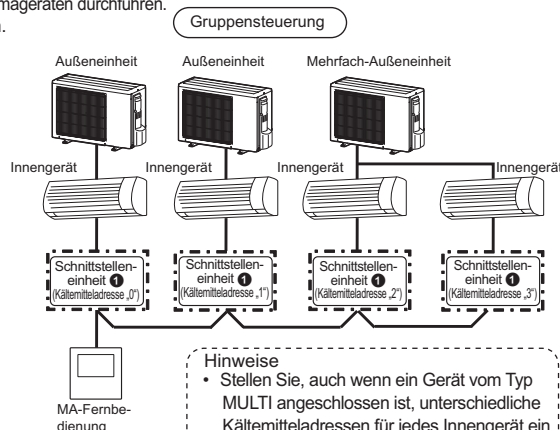 mageräten durchführen.
Gruppensteuerung
Außeneinheit
Außeneinheit
Mehrfach-Außeneinheit
Innengerät
Innengerät
Innengerät
Innengerät
Schnittstellen-
einheit ❶
(Kältemitteladresse „0“)
Schnittstellen-
einheit ❶
(Kältemitteladresse „1“)
Schnittstellen-
einheit ❶
(Kältemitteladresse „2“)
Schnittstellen-
einheit ❶
(Kältemitteladresse „3“)
MA-Fernbe-
dienung
Hinweise
• Stellen Sie, auch wenn ein Gerät vom Typ
MULTI angeschlossen ist, unterschiedliche
Kältemitteladressen für jedes Innengerät ein